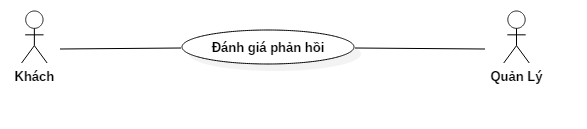 Đánh giá phản hồi
Khách
Quản Lý